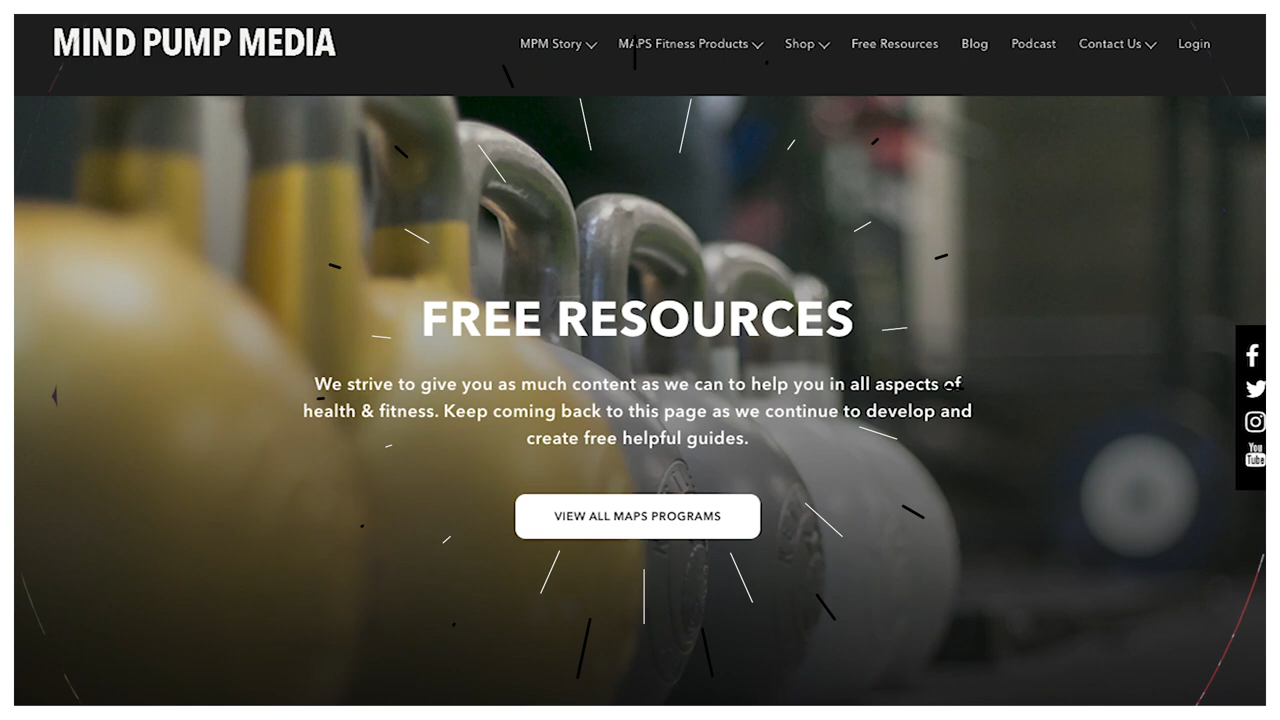 MIND PUMP MEDIA
MPM Story MAPS Fitness Products Shop Free Resources Blog Podcast Contact Us Login
FREE RESOURCES
We strive to give you as much content as we can to help you in all aspects of
health & fitness. Keep coming back to this page as we continue to develop and
create free helpful guides.
VIEW ALL MAPS PROGRAMS
You
Tube